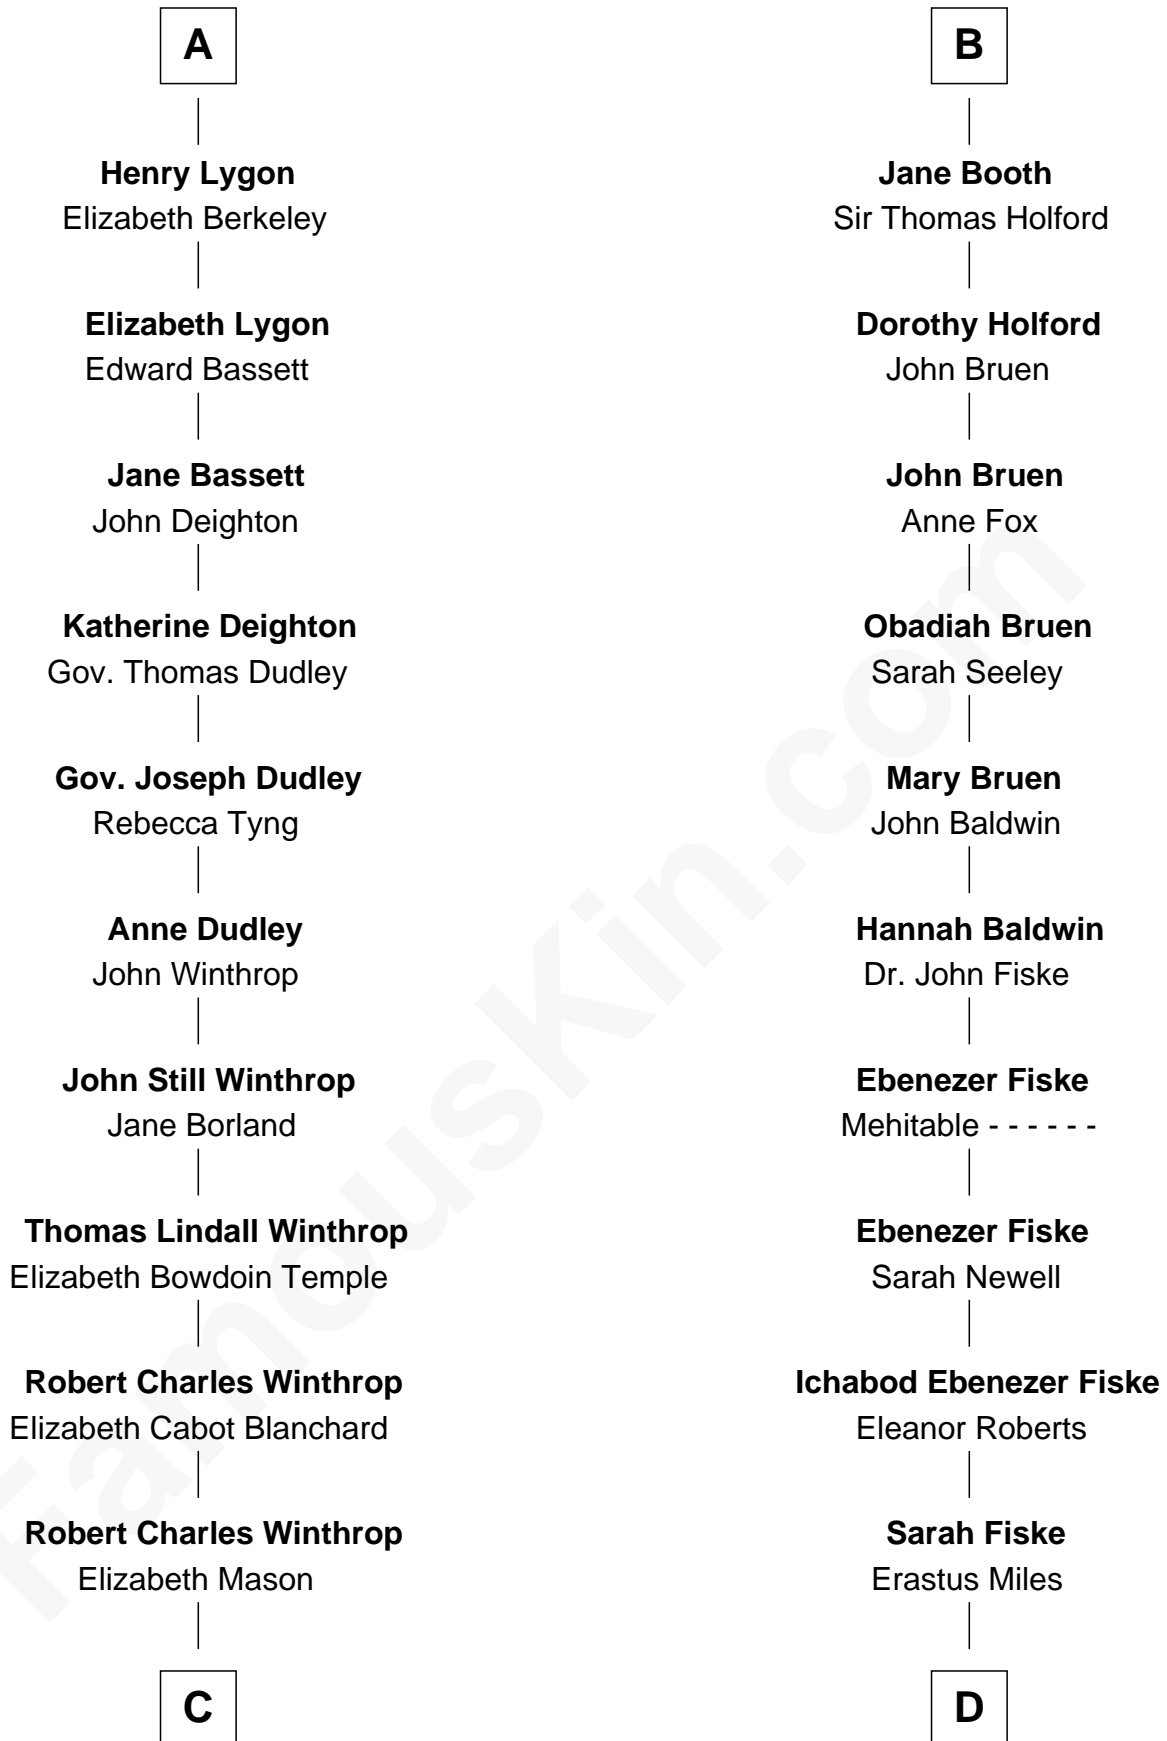 A
Henry Lygon
Elizabeth Berkeley
Elizabeth Lygon
Edward Bassett
Jane Bassett
John Deighton
Katherine Deighton
Gov. Thomas Dudley
Gov. Joseph Dudley
Rebecca Tyng
Anne Dudley
John Winthrop
John Still Winthrop
Jane Borland
Thomas Lindall Winthrop
Elizabeth Bowdoin Temple
Robert Charles Winthrop
Elizabeth Cabot Blanchard
Robert Charles Winthrop
Elizabeth Mason
C
B
Jane Booth
Sir Thomas Holford
Dorothy Holford
John Bruen
John Bruen
Anne Fox
Obadiah Bruen
Sarah Seeley
Mary Bruen
John Baldwin
Hannah Baldwin
Dr. John Fiske
Ebenezer Fiske
Mehitable - - - - - -
Ebenezer Fiske
Sarah Newell
Ichabod Ebenezer Fiske
Eleanor Roberts
Sarah Fiske
Erastus Miles
D
FamousKin.com